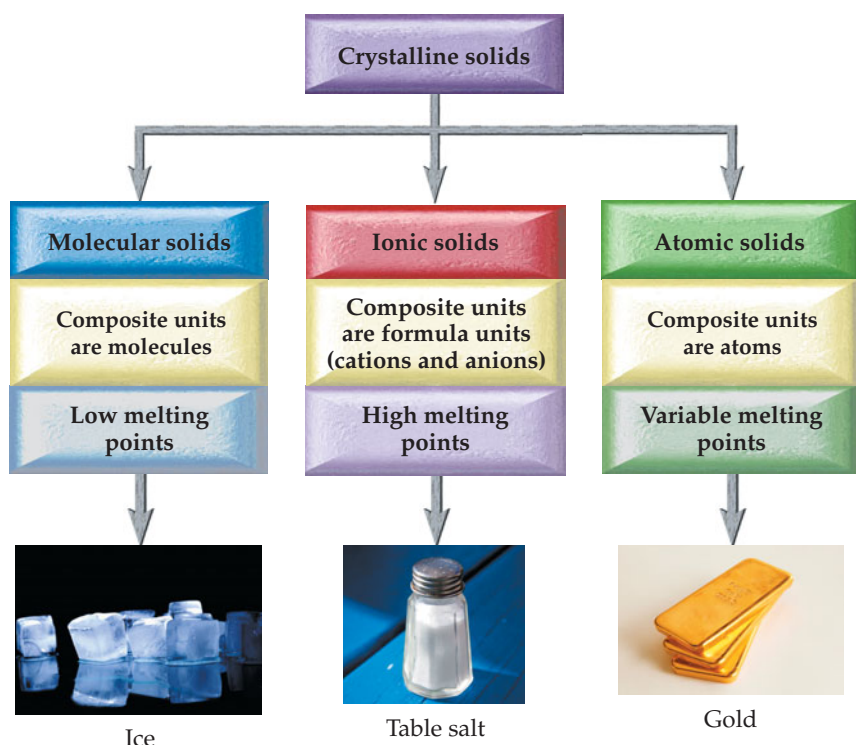 Crystalline solids
Molecular solids
Composite units
are molecules
Low melting
points
Ice
Ionic solids
Composite units
are formula units
(cations and anions)
High melting
points
Table salt
Atomic solids
Composite units
are atoms
Variable melting
points
Gold